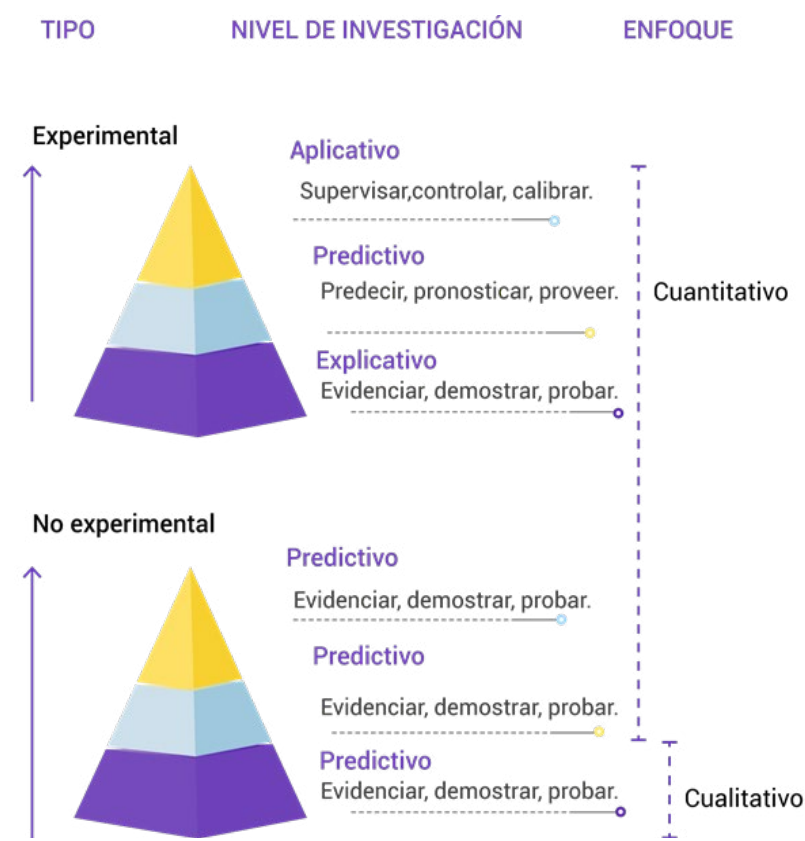 TIPO
NIVEL DE INVESTIGACIÓN
ENFOQUE
Experimental
Aplicativo
Supervisar,controlar, calibrar.
Predictivo
Predecir, pronosticar, proveer.
Cuantitativo
Explicativo
Evidenciar, demostrar, probar.
No experimental
Predictivo
Evidenciar, demostrar, probar.
Predictivo
Evidenciar, demostrar, probar.
Predictivo
Evidenciar, demostrar, probar.
Cualitativo